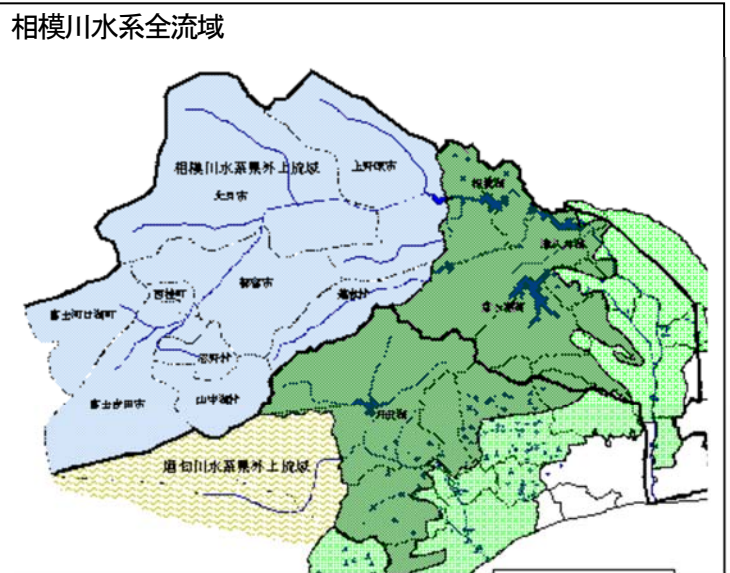 相模川水系全流域
相模川水系県外上流域
上野原市
大月市
相模湖
津久井湖
西桂町
都留市
道志村
宮ヶ瀬湖
富士河口湖町
忍野村
富士吉田市
山中湖村
丹沢湖
酒匂川水系県外上流域